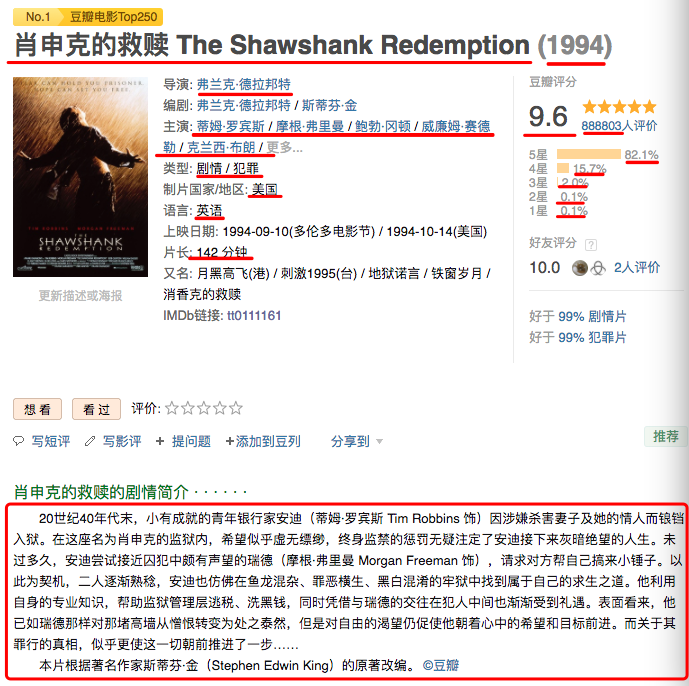 No.1 豆瓣电影Top250
肖申克的救赎 The Shawshank Redemption (1994)
THE
SHAWSHANK
REDEMPTION
更新描述或海报
导演: 弗兰克·德拉邦特
编剧: 弗兰克·德拉邦特 / 斯蒂芬·金
主演: 蒂姆·罗宾斯 / 摩根·弗里曼 / 鲍勃·冈顿 / 威廉姆·赛德
勒 / 克兰西·布朗 / 更多...
类型: 剧情 / 犯罪
制片国家/地区: 美国
语言: 英语
上映日期: 1994-09-10(多伦多电影节) / 1994-10-14(美国)
片长: 142 分钟
又名: 月黑高飞(港) / 刺激1995(台) / 地狱诺言 / 铁窗岁月 /
消香克的救赎
IMDb链接: tt0111161
豆瓣评分
9.6
888803人评价
5星 82.1%
4星 15.7%
3星 2.0%
2星 0.1%
1星 0.1%
好友评分 ?
10.0 2人评价
好于 99% 剧情片
好于 99% 犯罪片
想看 看过 评价:
写短评 写影评 + 提问题 +添加到豆列 分享到
推荐
肖申克的救赎的剧情简介 · · · · · ·
20世纪40年代末，小有成就的青年银行家安迪（蒂姆·罗宾斯 Tim Robbins 饰）因涉嫌杀害妻子及她的情人而锒铛
入狱。在这座名为肖申克的监狱内，希望似乎虚无缥缈，终身监禁的惩罚无疑注定了安迪接下来灰暗绝望的人生。未
过多久，安迪尝试接近囚犯中颇有声望的瑞德（摩根·弗里曼 Morgan Freeman 饰），请求对方帮自己搞来小锤子。以
此为契机，二人逐渐熟稔，安迪也仿佛在鱼龙混杂、罪恶横生、黑白混淆的牢狱中找到属于自己的求生之道。他利用
自身的专业知识，帮助监狱管理层逃税、洗黑钱，同时凭借与瑞德的交往在犯人中间也渐渐受到礼遇。表面看来，他
已如瑞德那样对那堵高墙从憎恨转变为处之泰然，但是对自由的渴望仍促使他朝着心中的希望和目标前进。而关于其
罪行的真相，似乎更使这一切朝前推进了一步……
本片根据著名作家斯蒂芬·金（Stephen Edwin King）的原著改编。 ©豆瓣